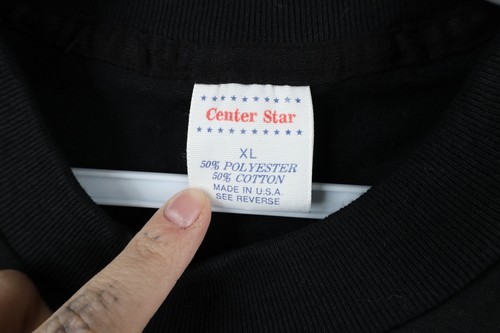 Center Star
XL
50% POLYESTER
50% COTTON
MADE IN U.S.A.
SEE REVERSE